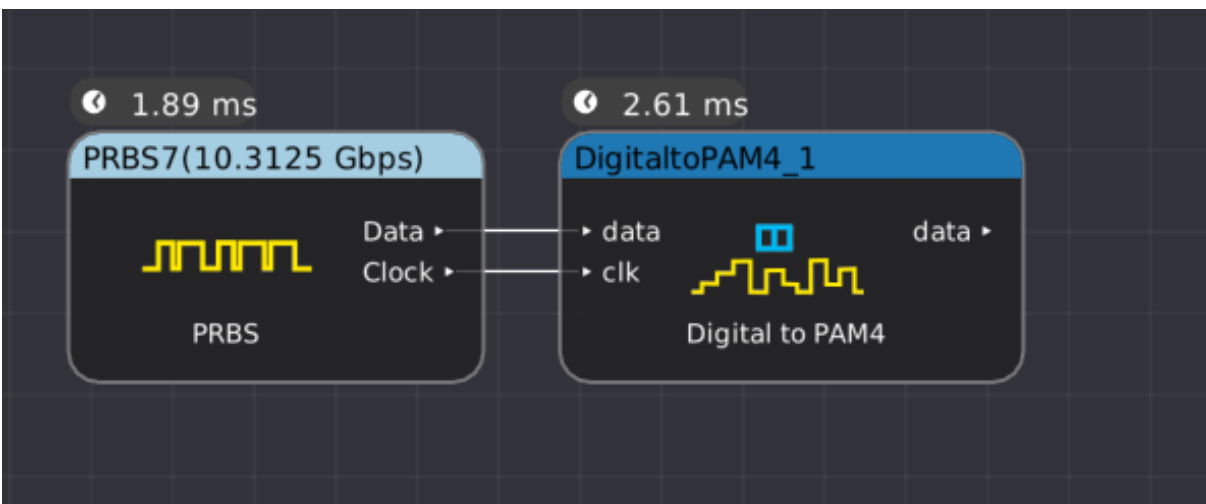 1.89 ms
2.61 ms
PRBS7(10.3125 Gbps)
DigitaltoPAM4_1
Data
data
data
Clock
clk
PRBS
Digital to PAM4